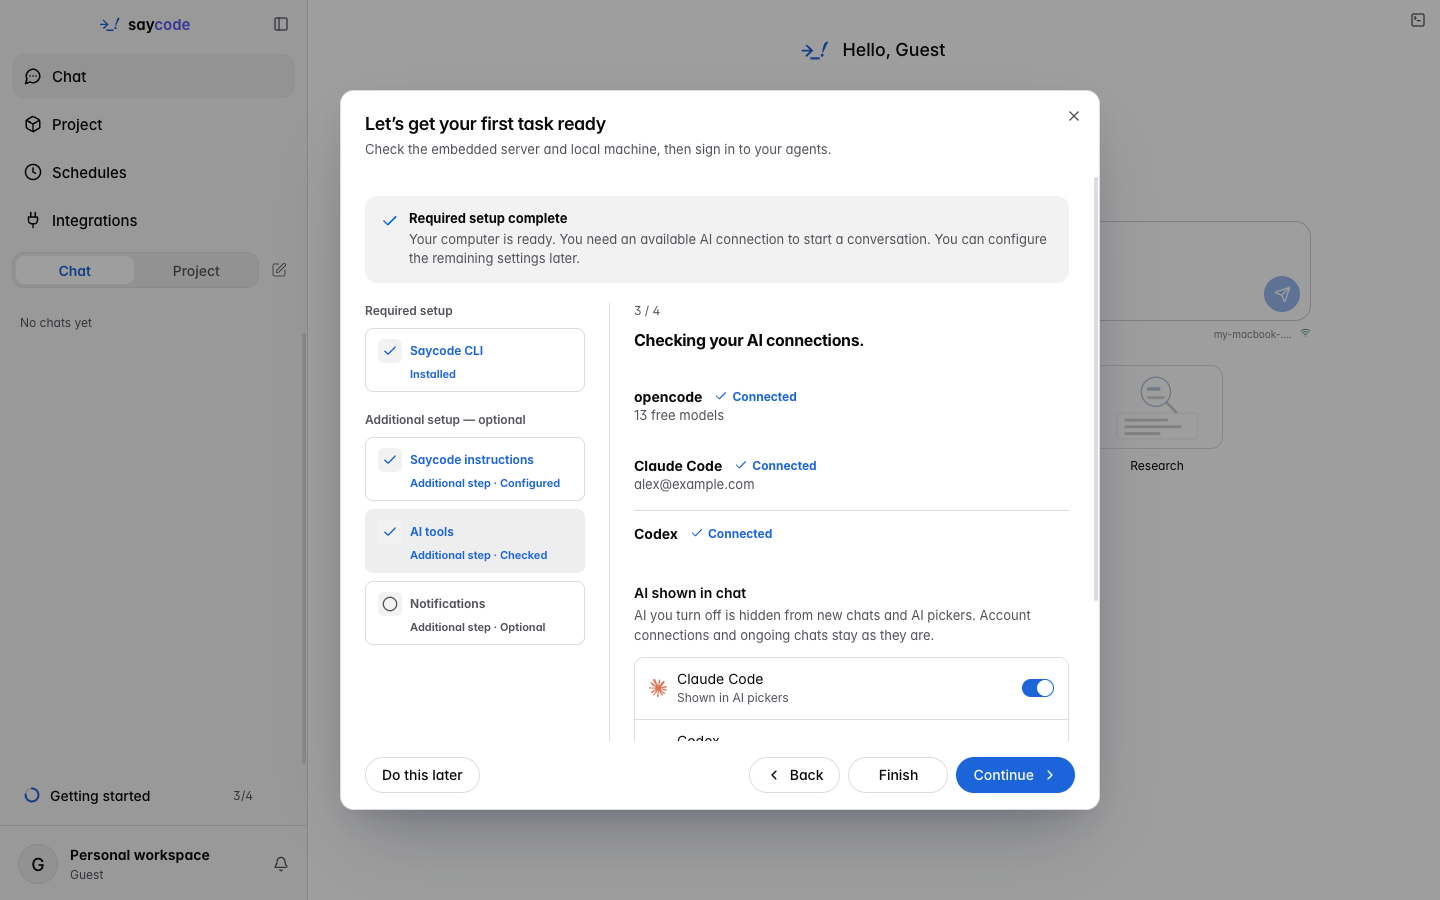 saycode
Chat
Project
Schedules
Integrations
Chat
Project
No chats yet
Getting started
3/4
G
Personal workspace
Guest
Hello, Guest
my-macbook-....
Research
Let's get your first task ready
Check the embedded server and local machine, then sign in to your agents.
Required setup complete
Your computer is ready. You need an available AI connection to start a conversation. You can configure
the remaining settings later.
Required setup
Saycode CLI
Installed
Additional setup — optional
Saycode instructions
Additional step · Configured
AI tools
Additional step · Checked
Notifications
Additional step · Optional
3 / 4
Checking your AI connections.
opencode Connected
13 free models
Claude Code Connected
alex@example.com
Codex Connected
AI shown in chat
AI you turn off is hidden from new chats and AI pickers. Account
connections and ongoing chats stay as they are.
Claude Code
Shown in AI pickers
Codex
Do this later
Back
Finish
Continue